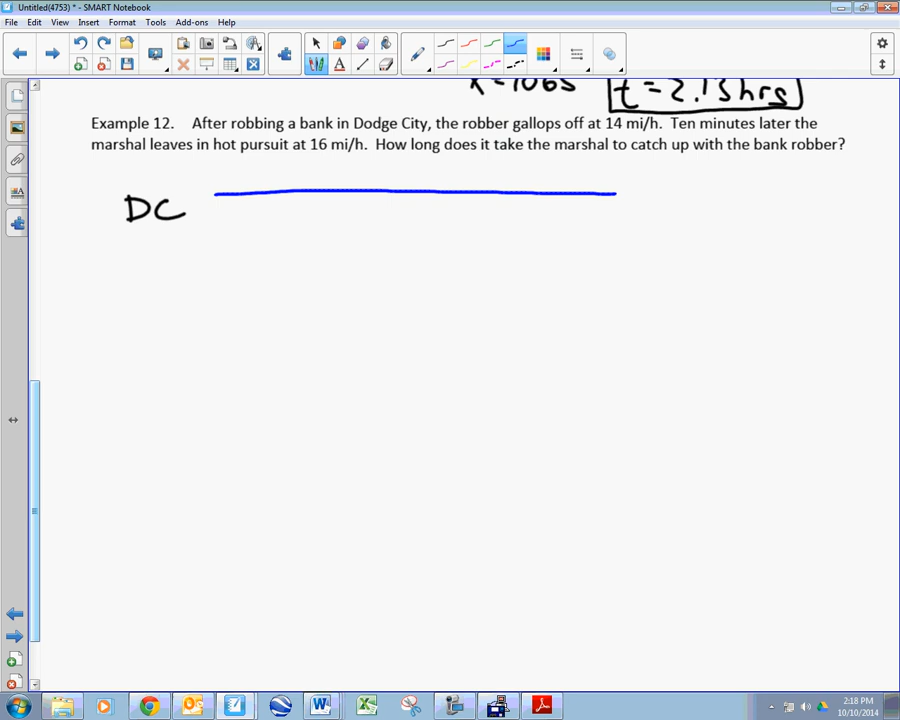 Untitled(4753) * - SMART Notebook
File Edit View Insert Format Tools Add-ons Help
x=1065 t=2.13hrs
Example 12. After robbing a bank in Dodge City, the robber gallops off at 14 mi/h. Ten minutes later the
marshal leaves in hot pursuit at 16 mi/h. How long does it take the marshal to catch up with the bank robber?
DC
2:18 PM
10/10/2014